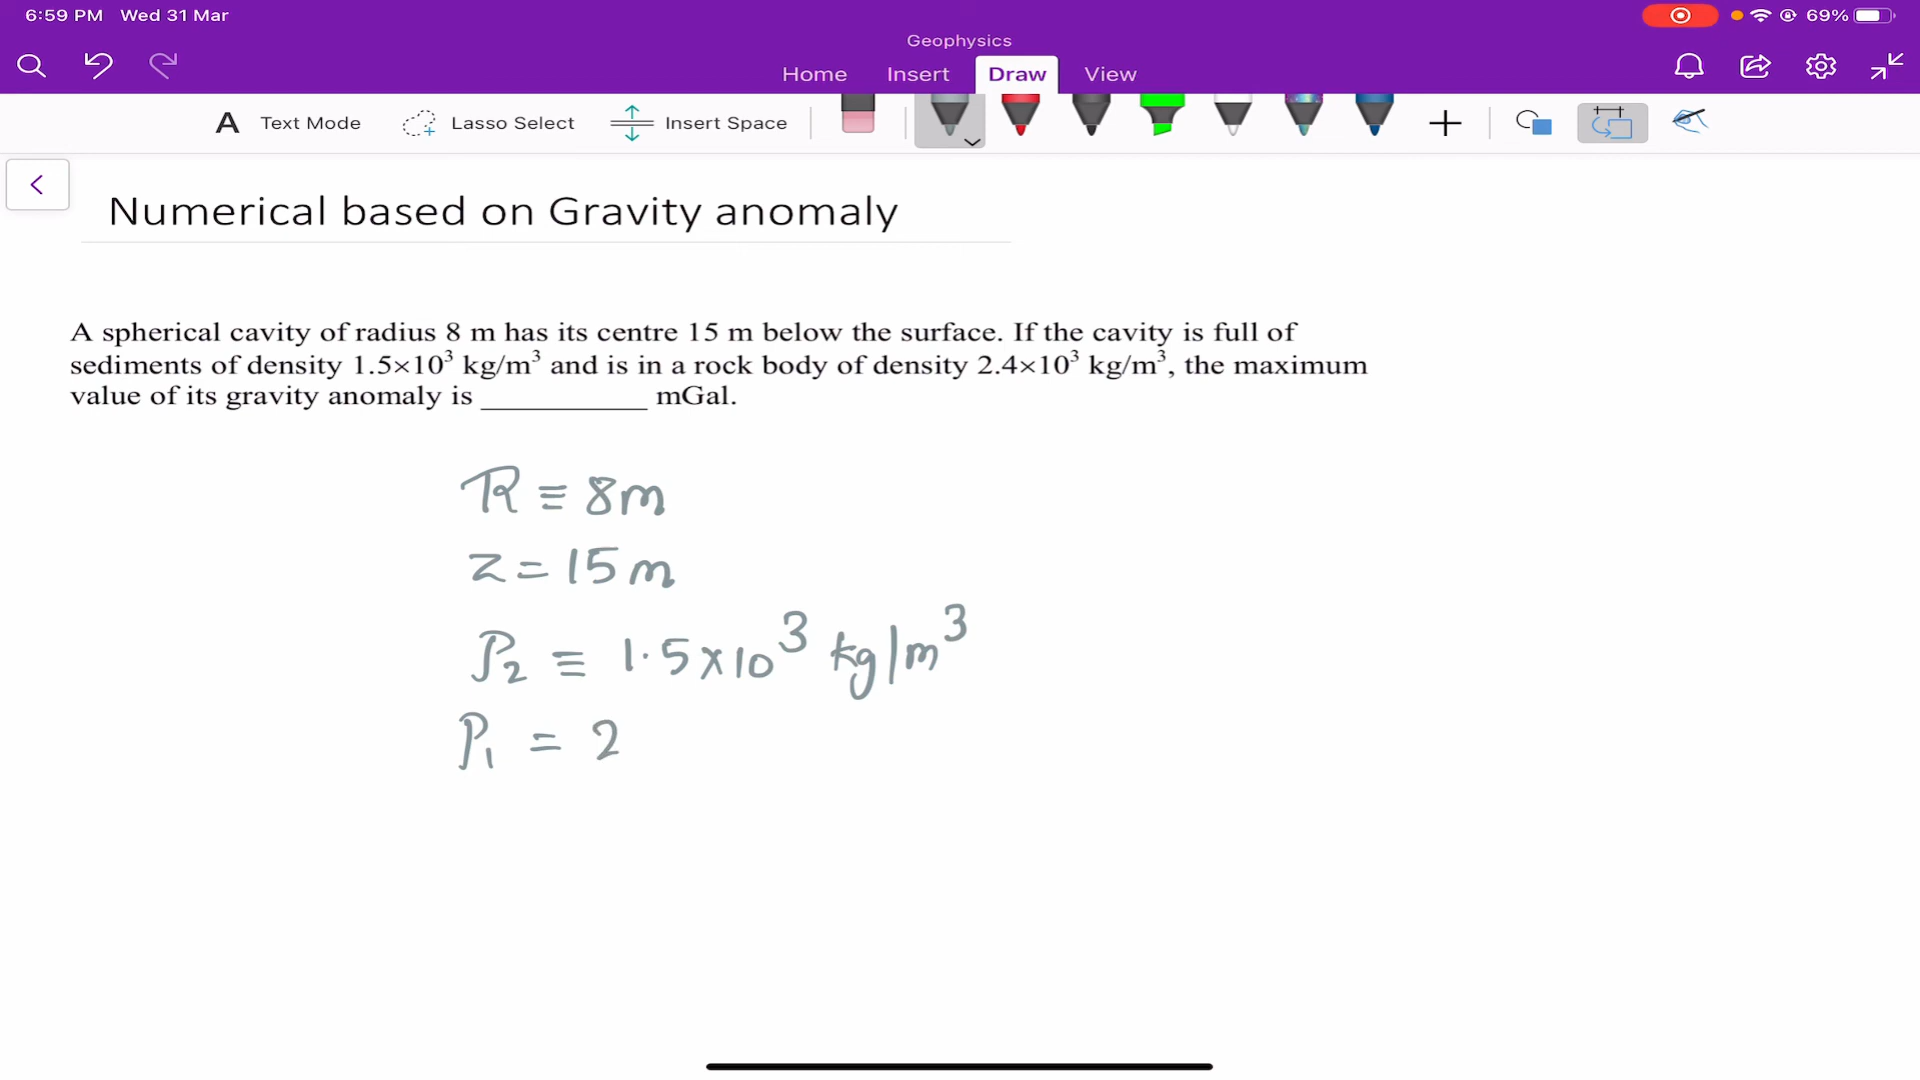 6:59 PM Wed 31 Mar
69%
Geophysics
Home Insert Draw View
A Text Mode Lasso Select Insert Space
Numerical based on Gravity anomaly
A spherical cavity of radius 8 m has its centre 15 m below the surface. If the cavity is full of
sediments of density 1.5×10³ kg/m³ and is in a rock body of density 2.4×10³ kg/m³, the maximum
value of its gravity anomaly is ___________ mGal.
R ≡ 8m
z = 15m
ρ₂ ≡ 1.5×10³ kg/m³
ρ₁ = 2